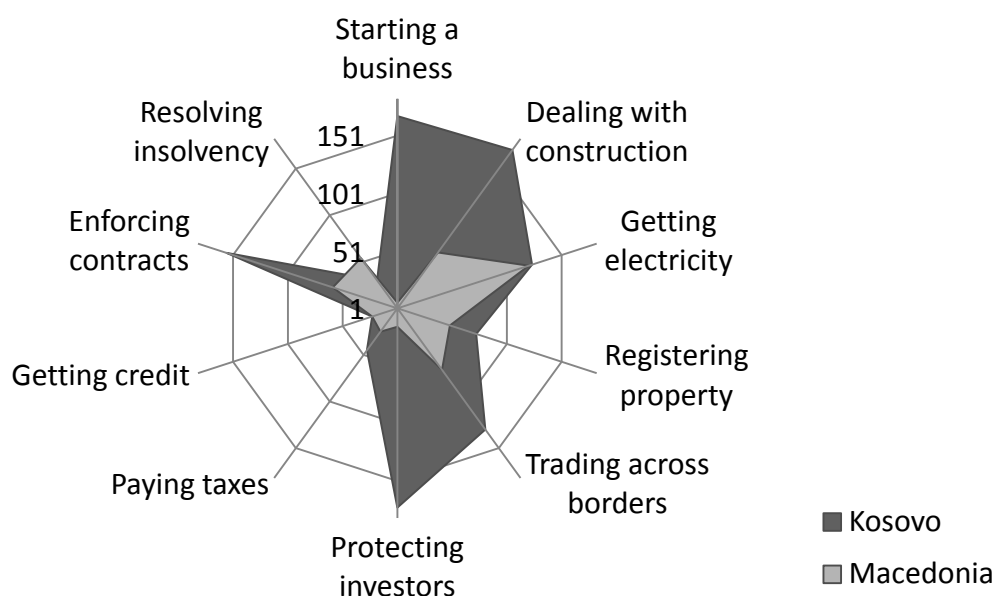 Starting a
business
Resolving
insolvency
Dealing with
construction
151
101
51
1
Enforcing
contracts
Getting
electricity
Getting credit
Registering
property
Paying taxes
Trading across
borders
Protecting
investors
Kosovo
Macedonia